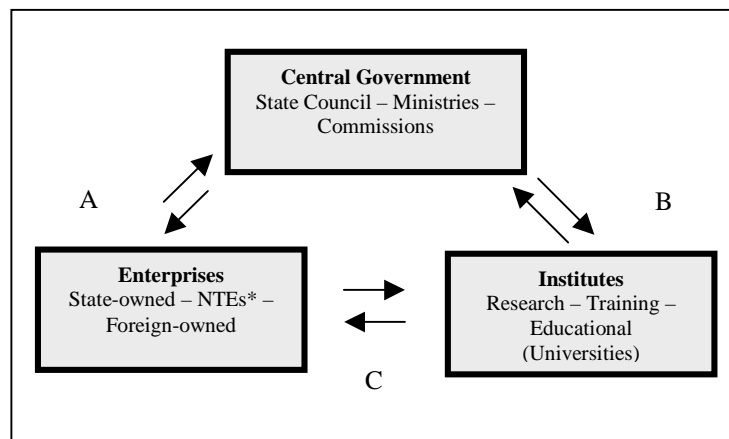 Central Government
State Council – Ministries –
Commissions
A
B
Enterprises
State-owned – NTEs* –
Foreign-owned
Institutes
Research – Training –
Educational
(Universities)
C